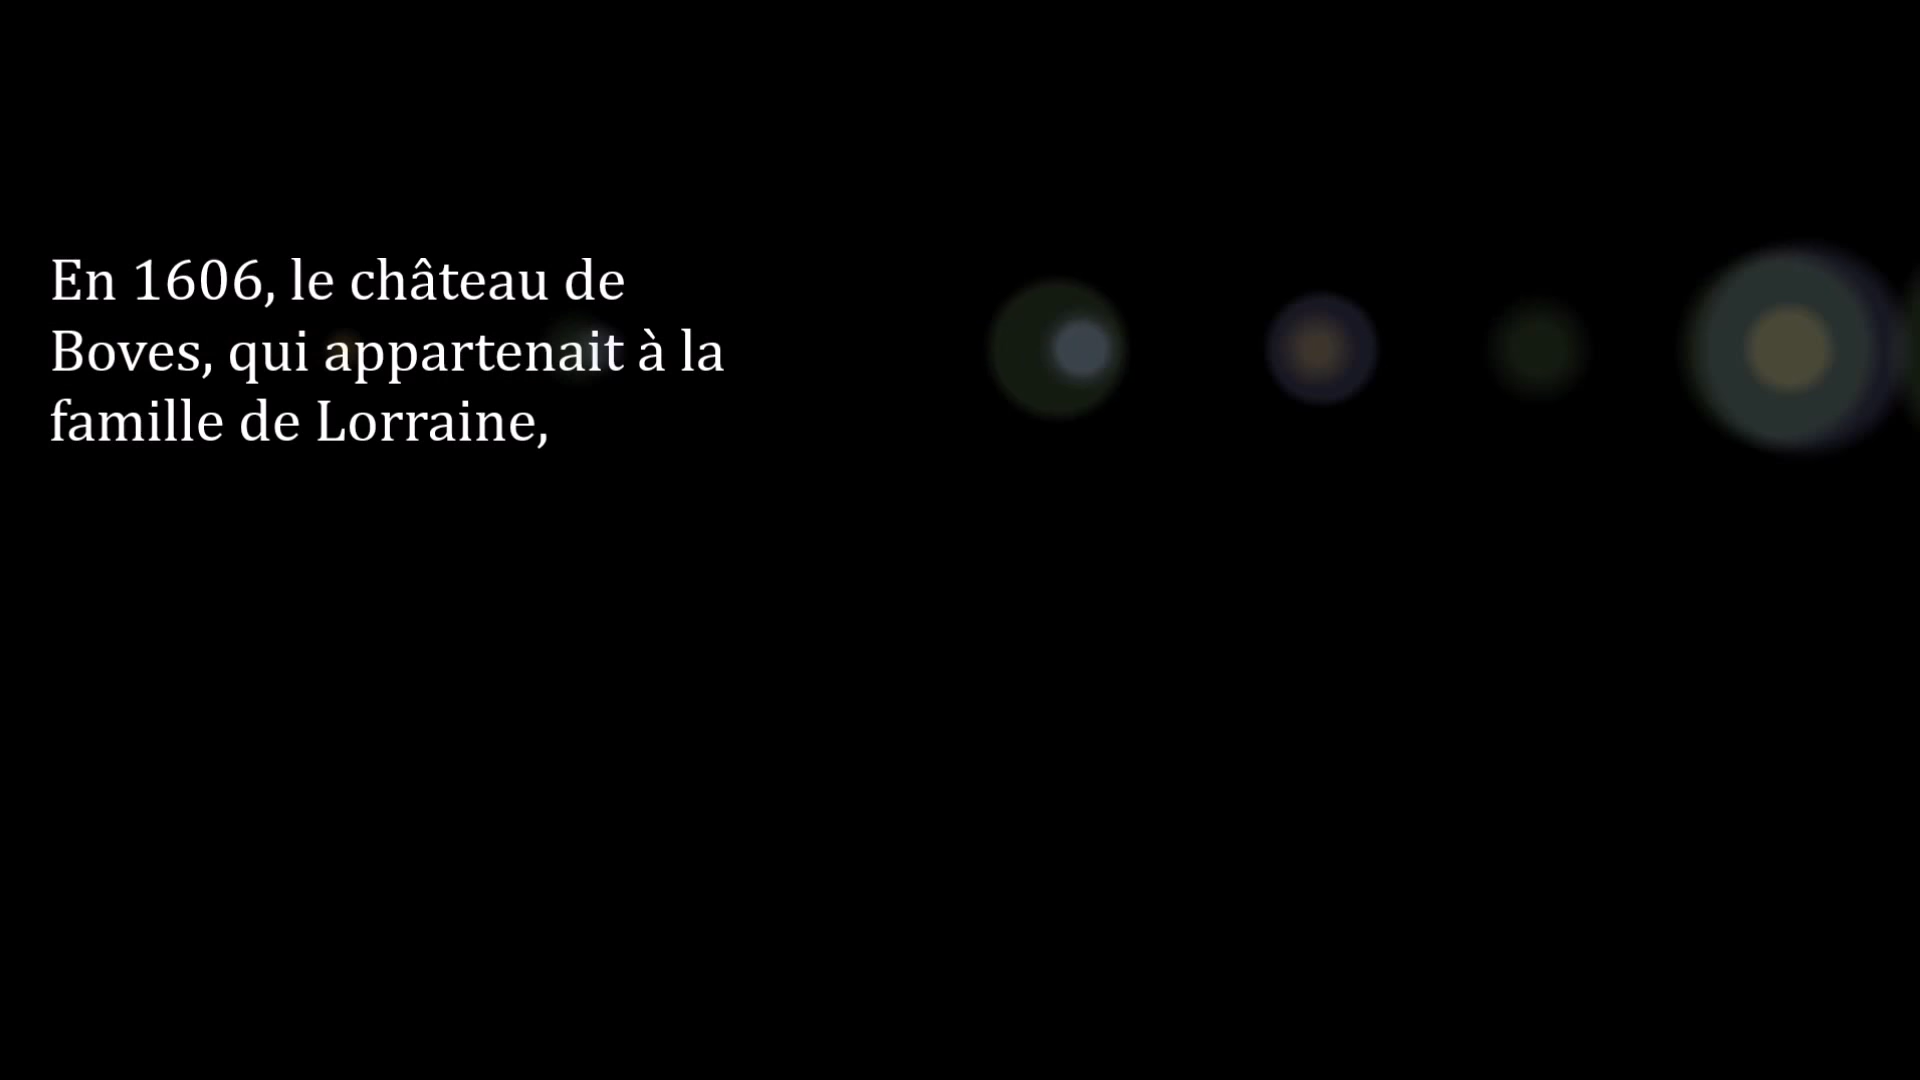 En 1606, le château de
Boves, qui appartenait à la
famille de Lorraine,